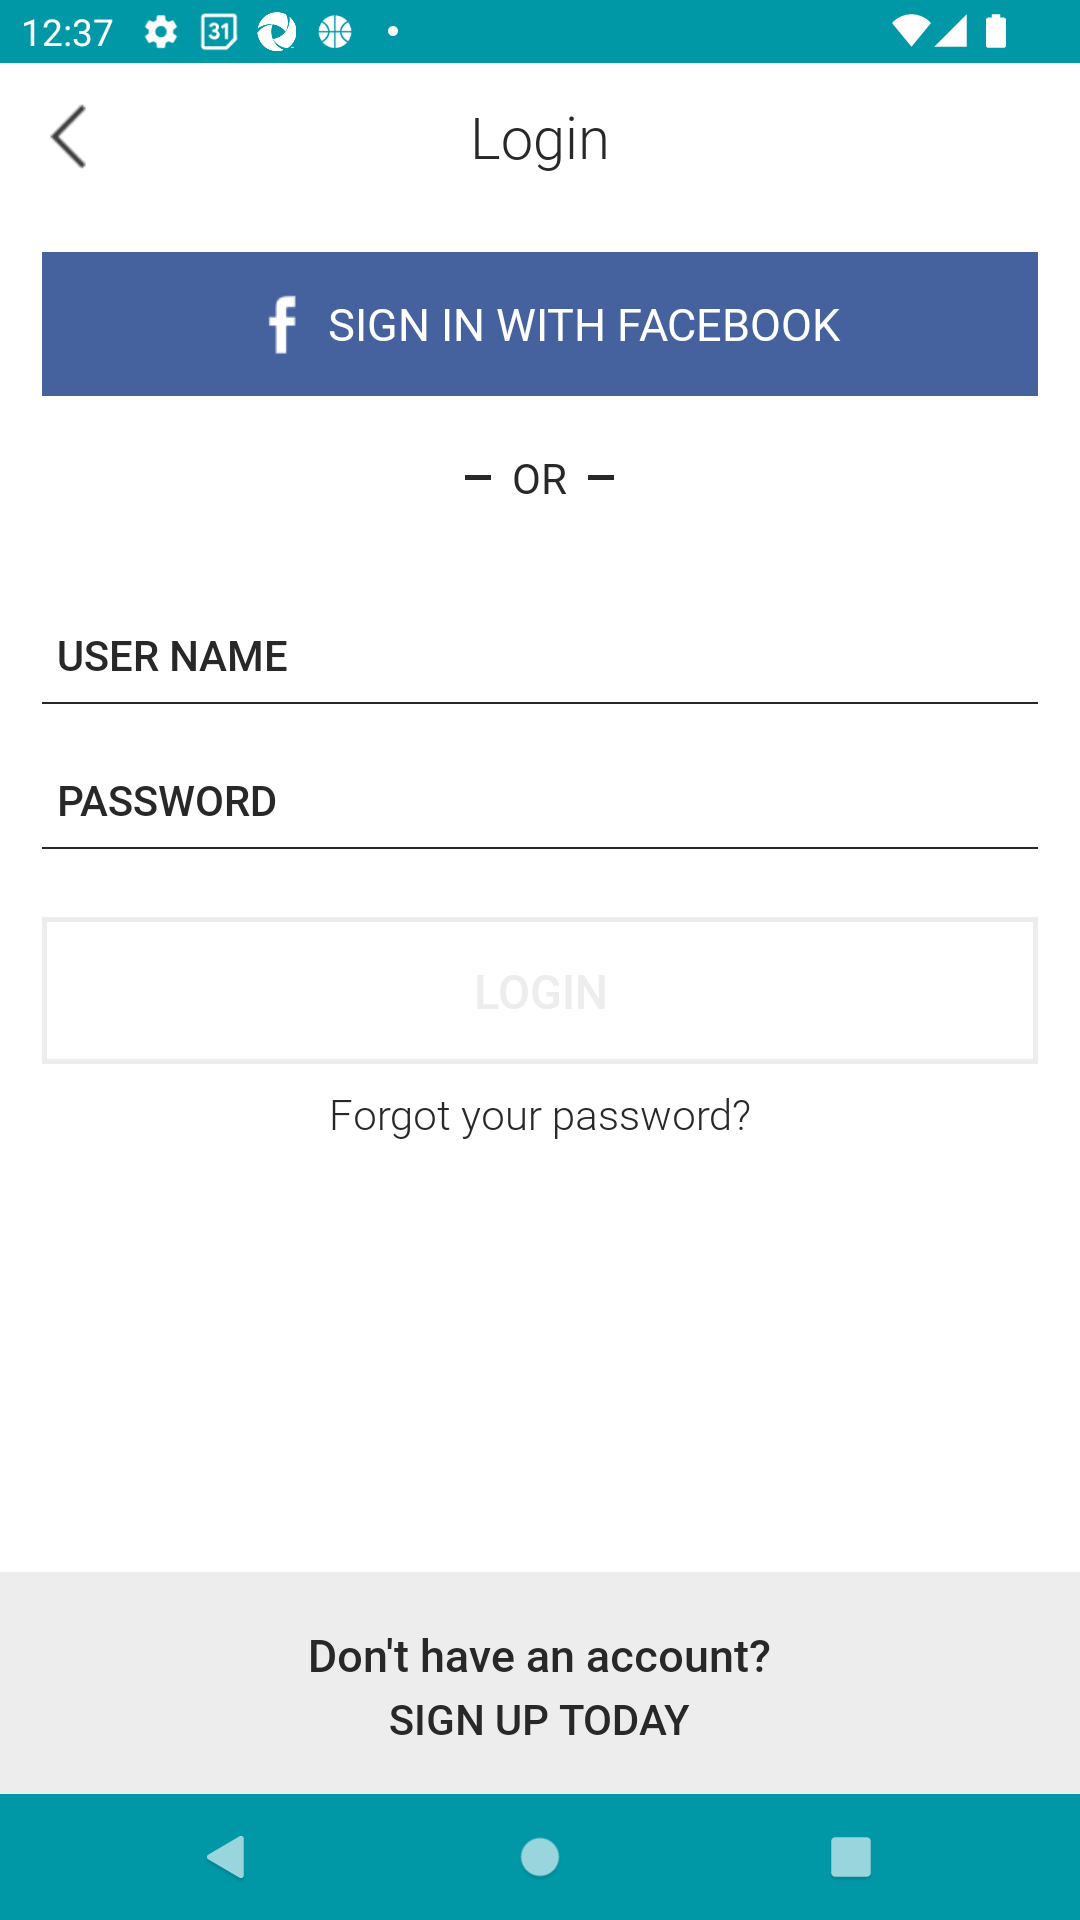 12:37
31
Login
f SIGN IN WITH FACEBOOK
– OR –
USER NAME
PASSWORD
LOGIN
Forgot your password?
Don't have an account?
SIGN UP TODAY